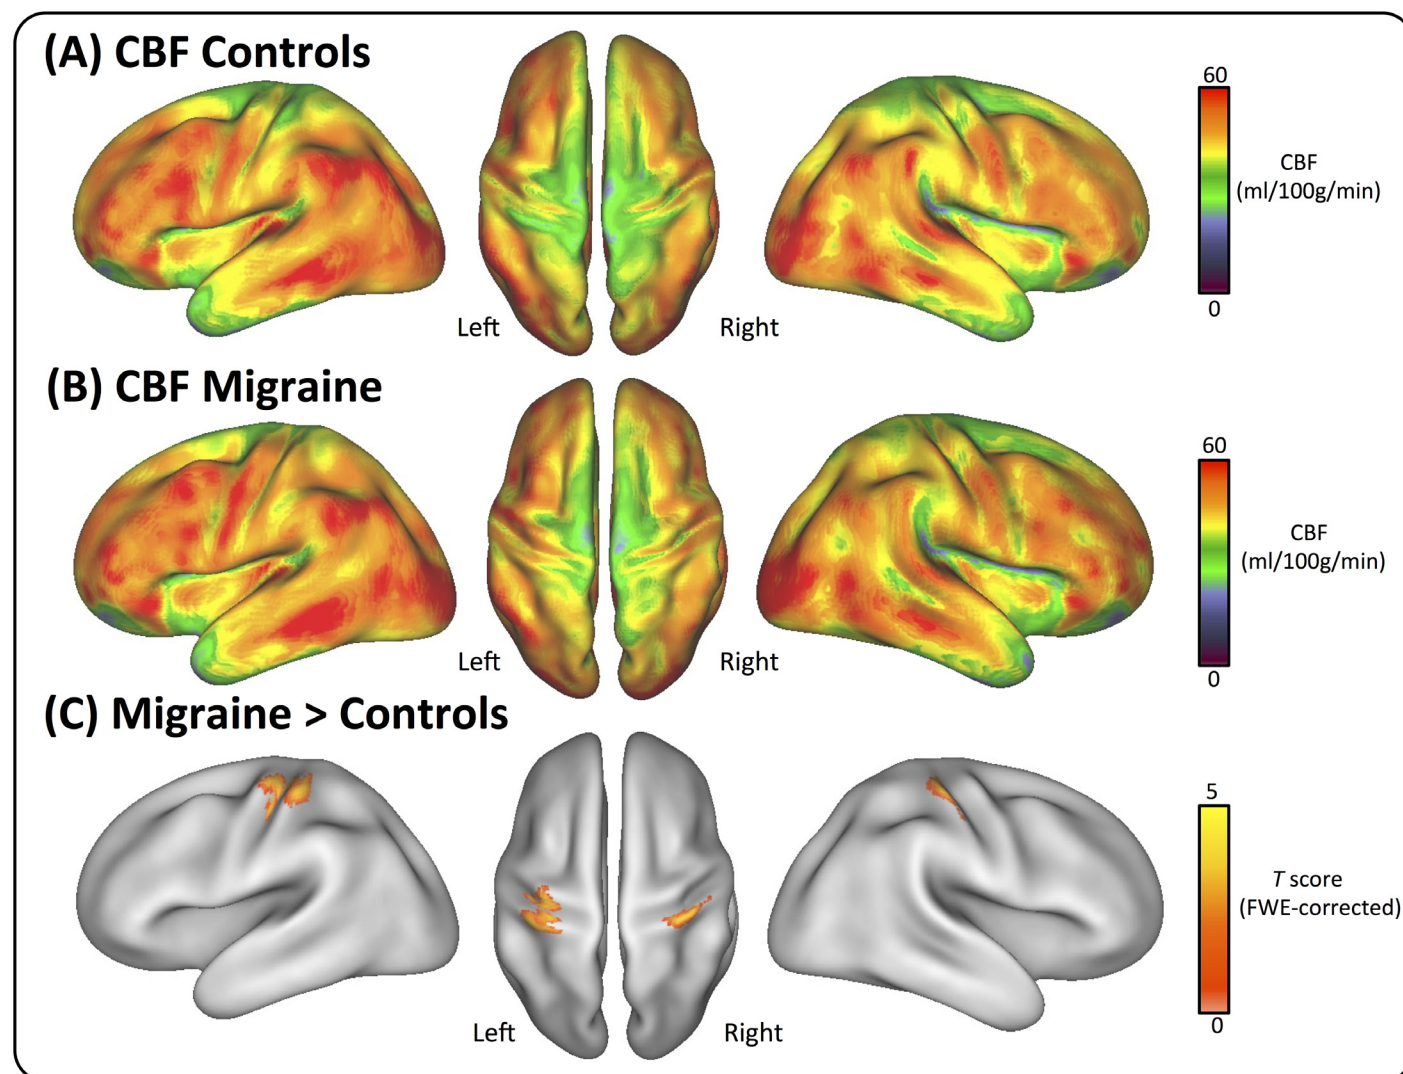 (A) CBF Controls
60
CBF
(ml/100g/min)
0
Left
Right
(B) CBF Migraine
60
CBF
(ml/100g/min)
0
Left
Right
(C) Migraine > Controls
5
T score
(FWE-corrected)
0
Left
Right